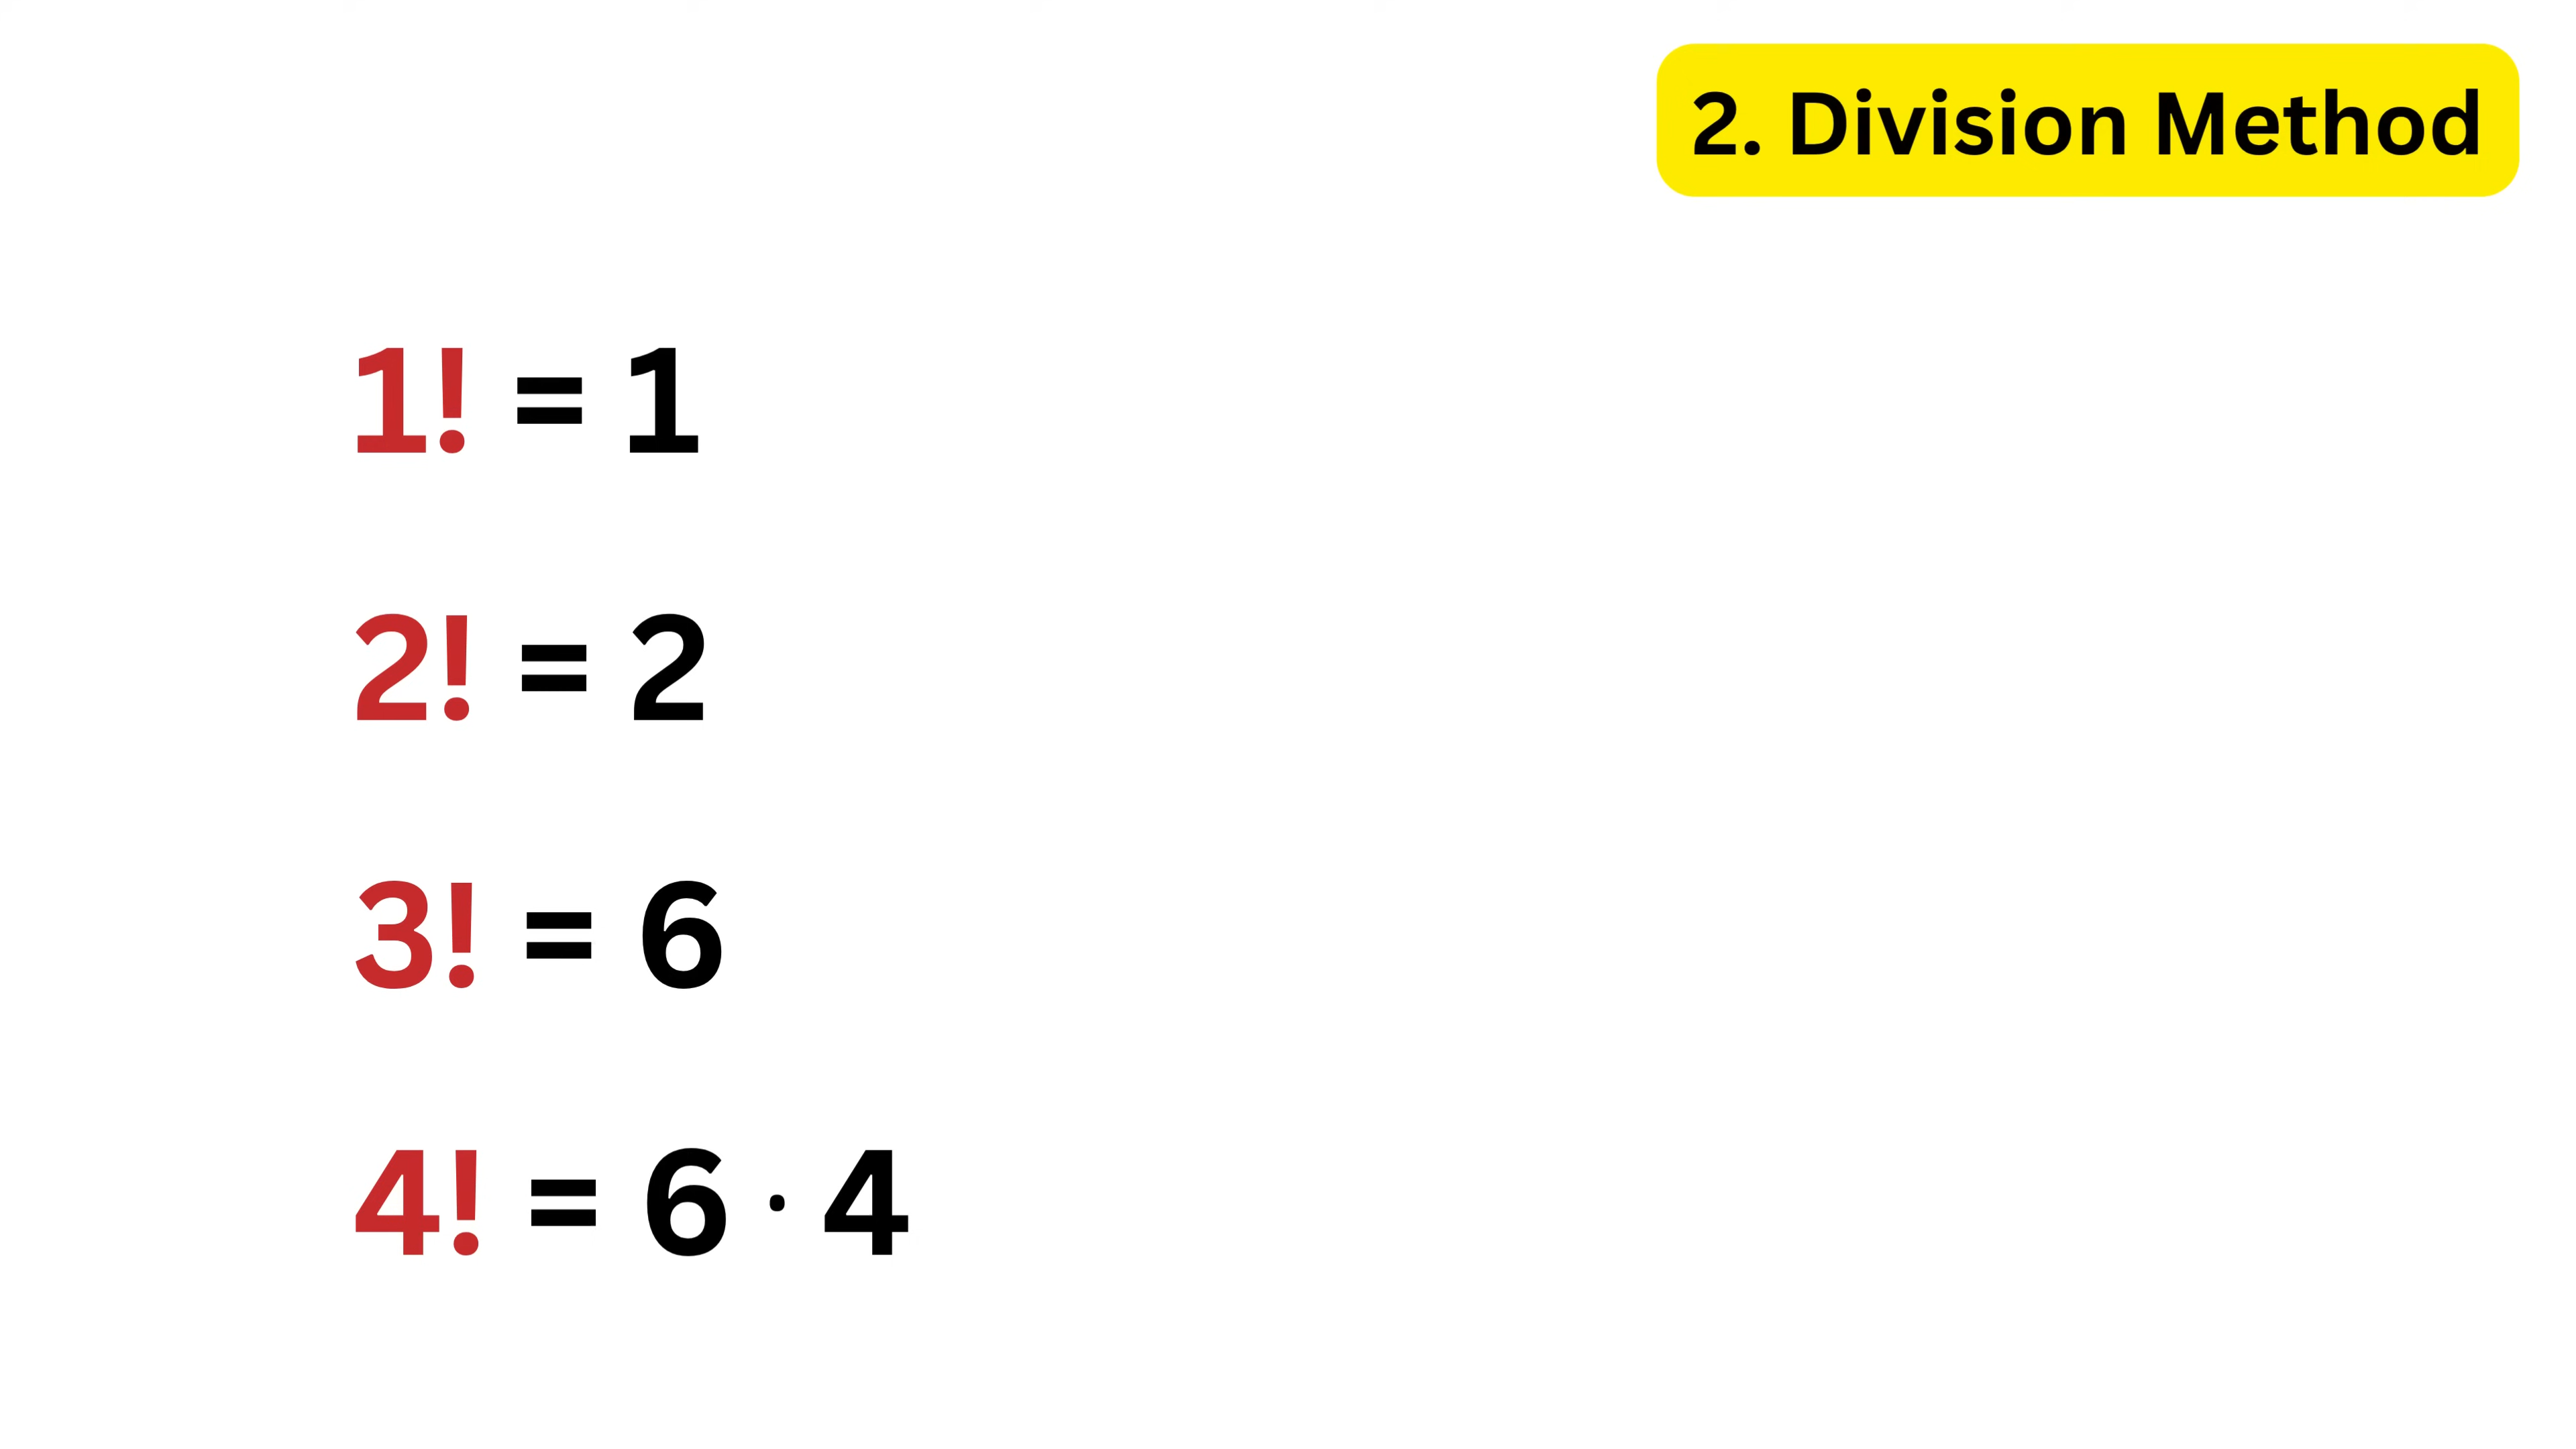 2. Division Method
1! = 1
2! = 2
3! = 6
4! = 6 · 4